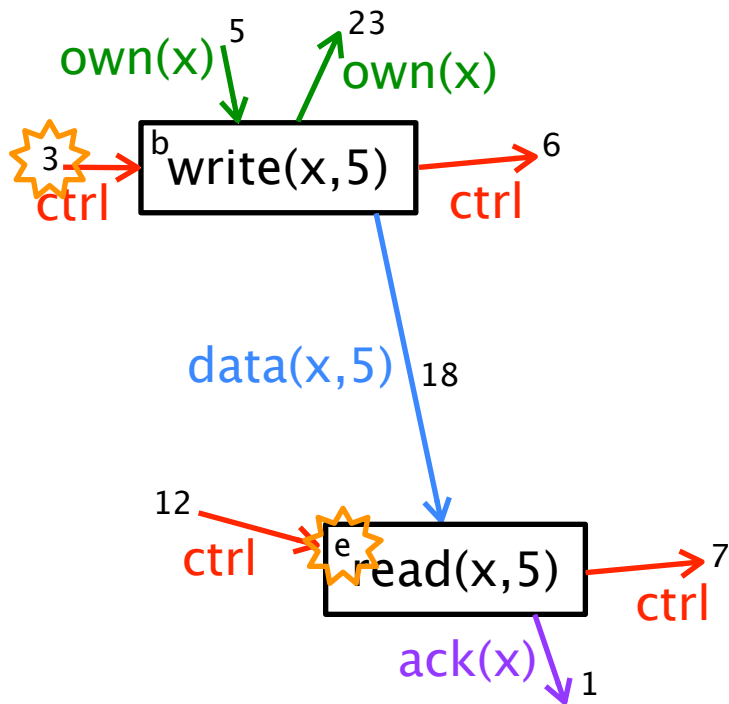 5
23
own(x)
own(x)
b
write(x,5)
3
ctrl
6
ctrl
data(x,5)
18
12
ctrl
e
read(x,5)
7
ctrl
ack(x)
1